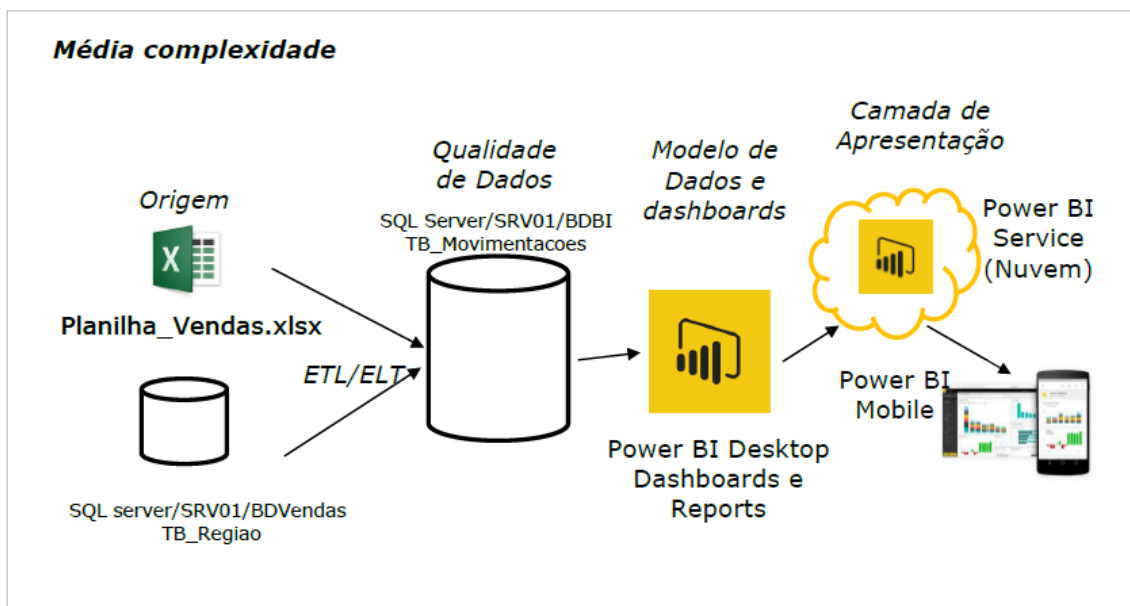 Média complexidade
Origem
Planilha_Vendas.xlsx
SQL server/SRV01/BDVendas
TB_Regiao
ETL/ELT
Qualidade
de Dados
SQL Server/SRV01/BDBI
TB_Movimentacoes
Modelo de
Dados e
dashboards
Power BI Desktop
Dashboards e
Reports
Camada de
Apresentação
Power BI
Service
(Nuvem)
Power BI
Mobile